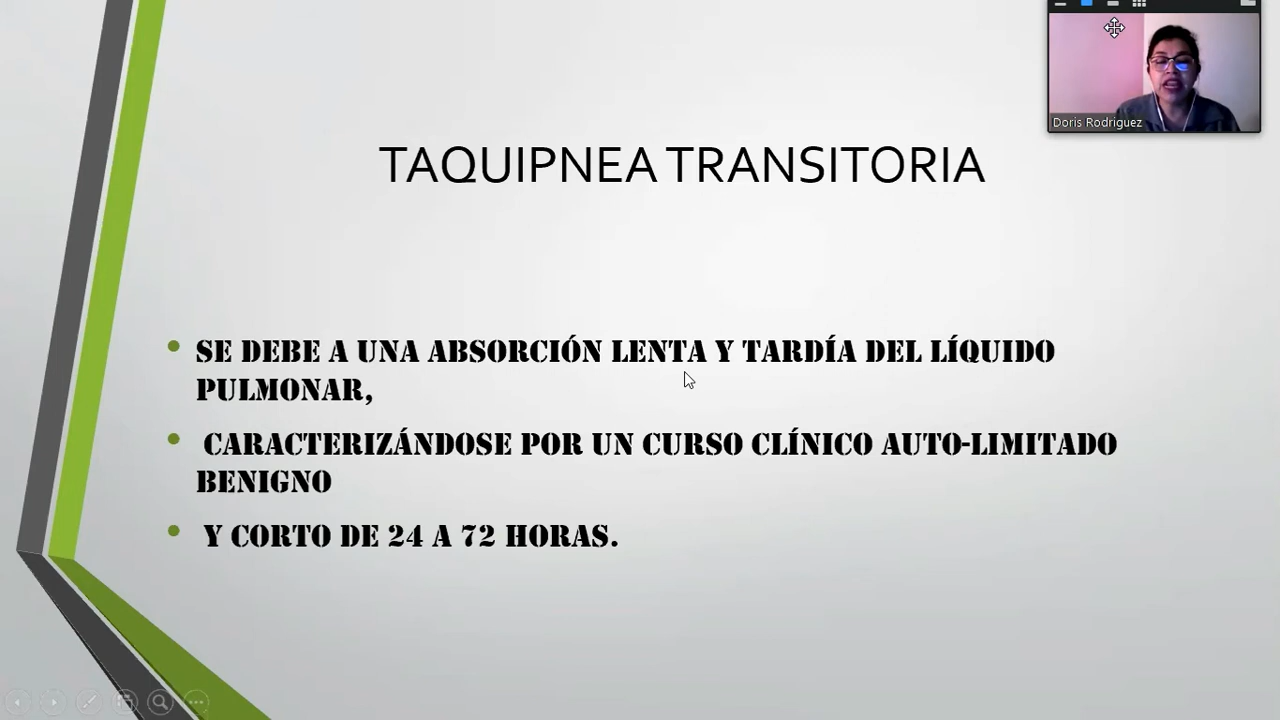 Doris Rodriguez
TAQUIPNEA TRANSITORIA
• SE DEBE A UNA ABSORCIÓN LENTA Y TARDÍA DEL LÍQUIDO
PULMONAR,
• CARACTERIZÁNDOSE POR UN CURSO CLÍNICO AUTO-LIMITADO
BENIGNO
• Y CORTO DE 24 A 72 HORAS.